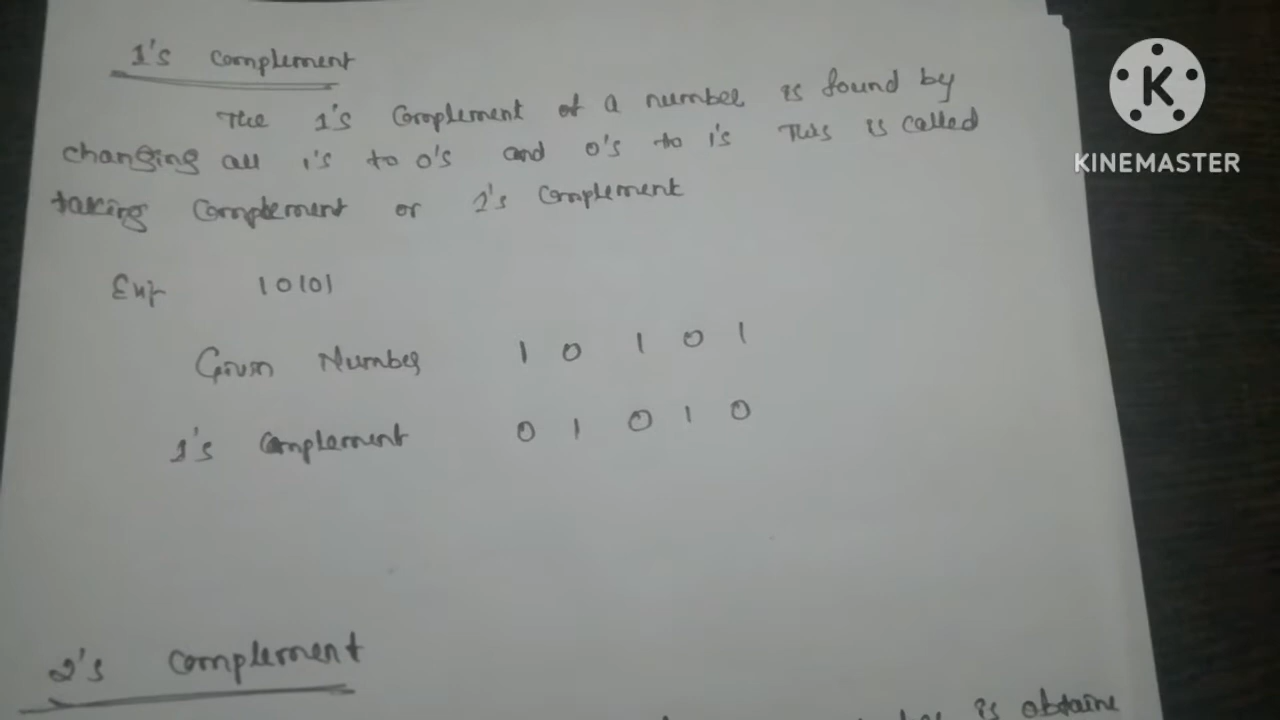 1's complement
The 1's Complement of a number is found by
changing all 1's to 0's and 0's to 1's This is called
taking complement or 1's complement
10101
Given Number 1 0 1 0 1
1's complement 0 1 0 1 0
2's complement
is obtaine
KINEMASTER